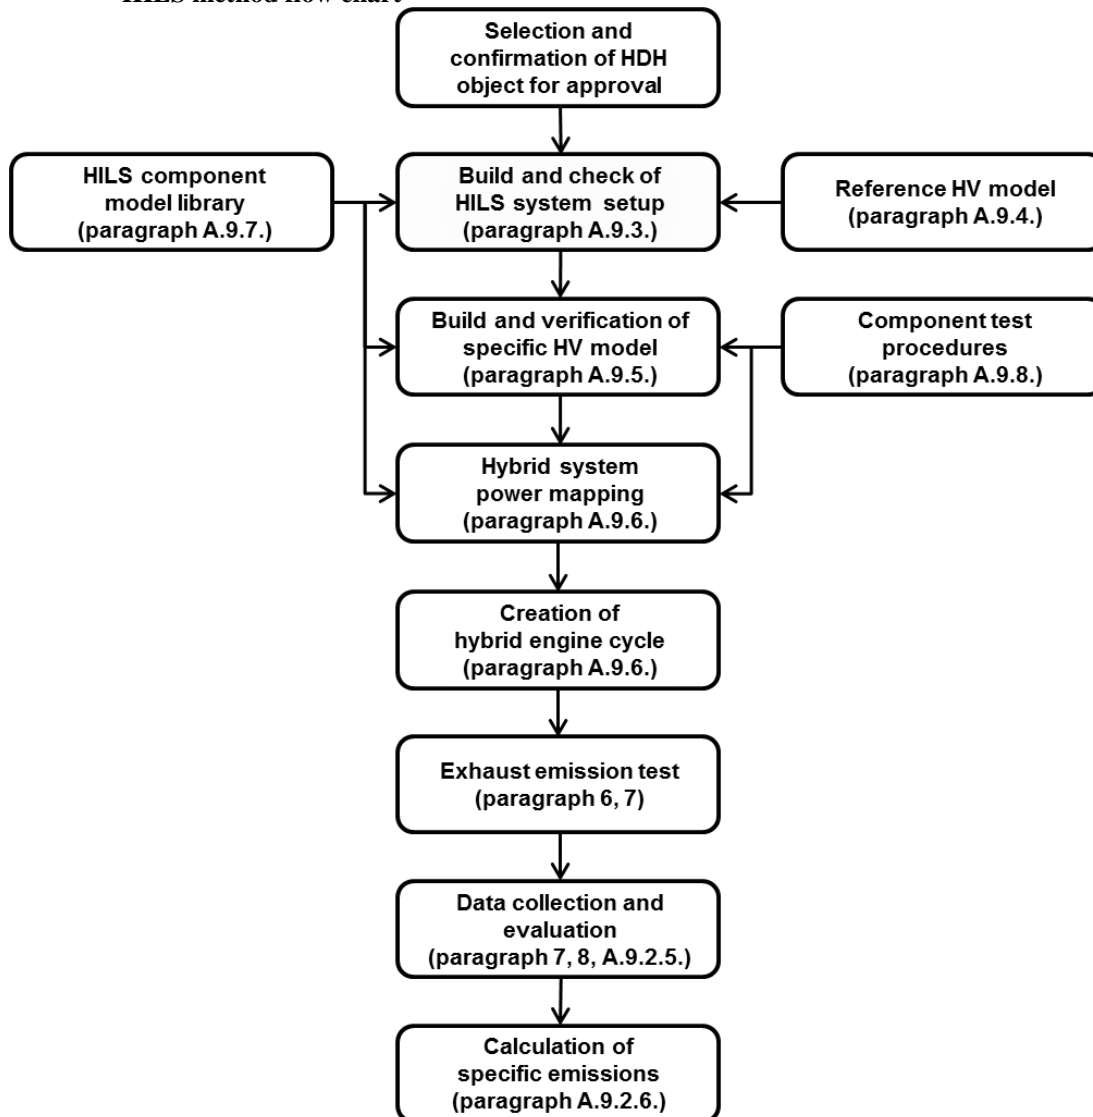 HILS method flow chart
Selection and
confirmation of HDH
object for approval
HILS component
model library
(paragraph A.9.7.)
Build and check of
HILS system setup
(paragraph A.9.3.)
Reference HV model
(paragraph A.9.4.)
Build and verification of
specific HV model
(paragraph A.9.5.)
Component test
procedures
(paragraph A.9.8.)
Hybrid system
power mapping
(paragraph A.9.6.)
Creation of
hybrid engine cycle
(paragraph A.9.6.)
Exhaust emission test
(paragraph 6, 7)
Data collection and
evaluation
(paragraph 7, 8, A.9.2.5.)
Calculation of
specific emissions
(paragraph A.9.2.6.)